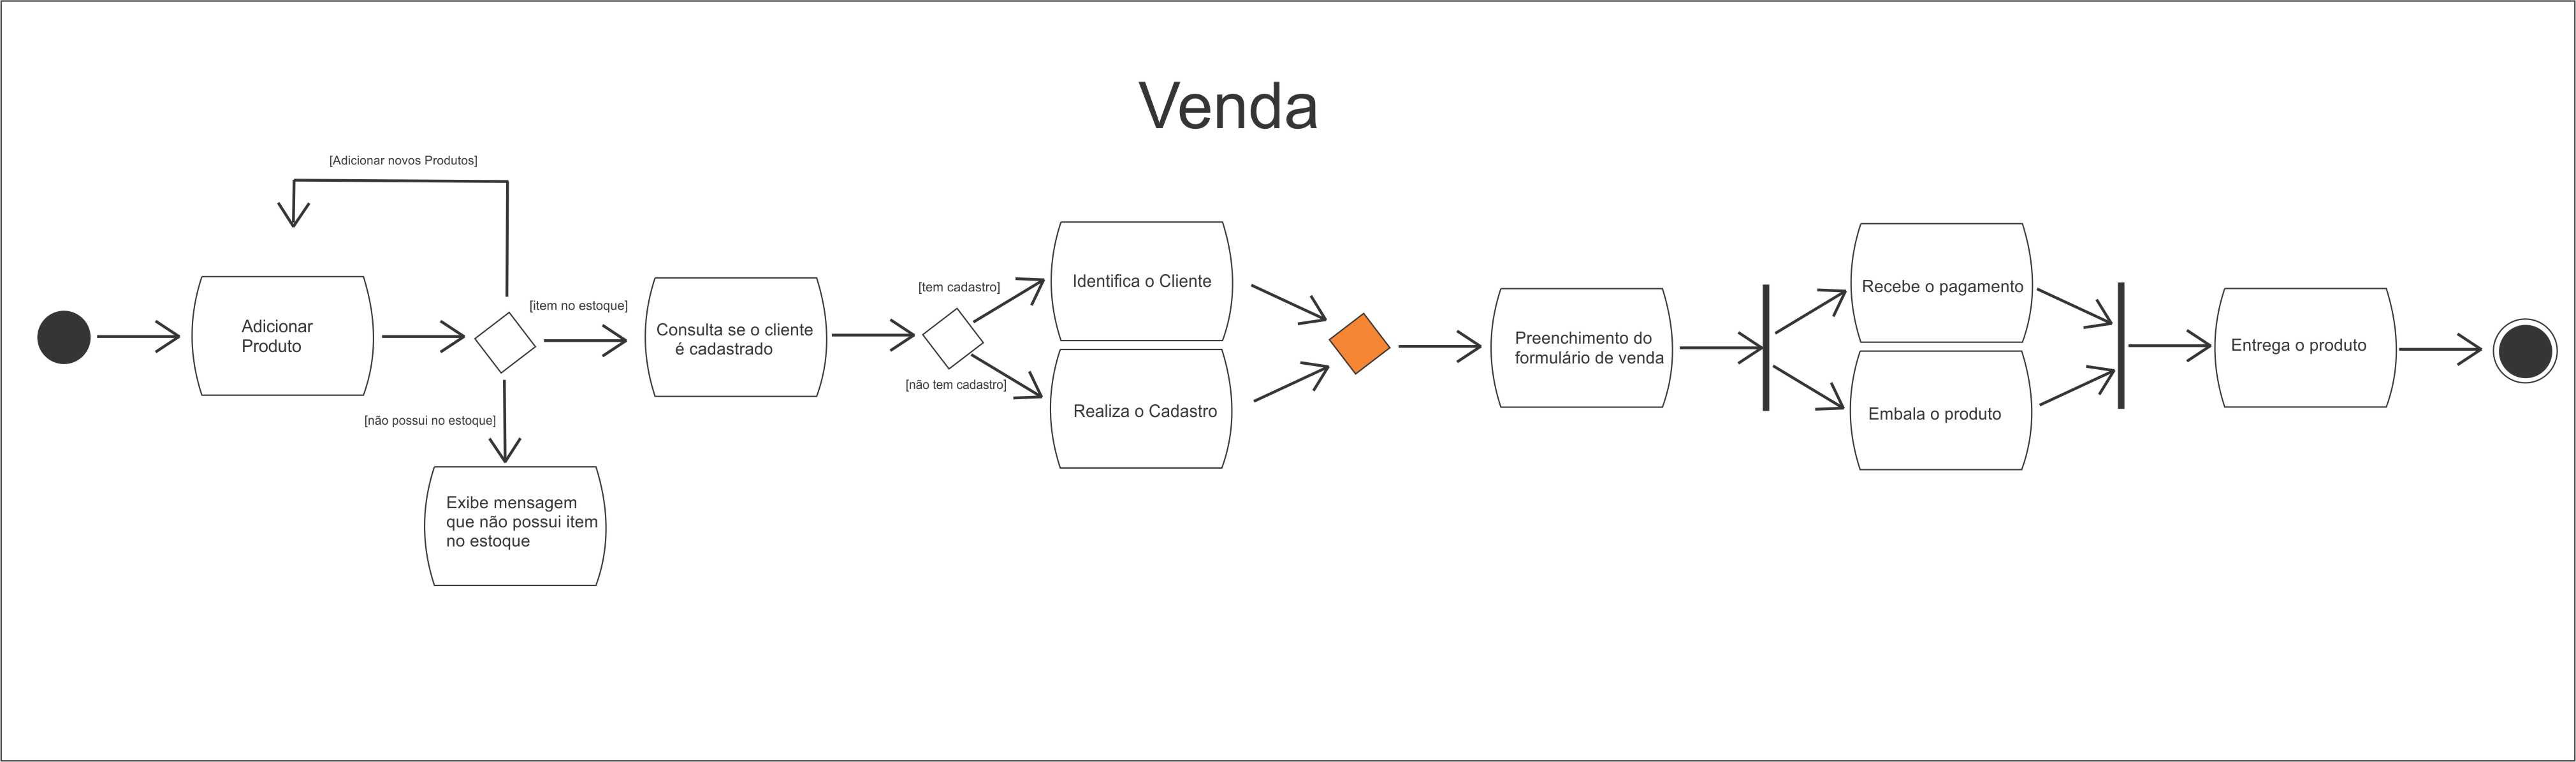 Venda
[Adicionar novos Produtos]
Adicionar
Produto
[item no estoque]
[não possui no estoque]
Exibe mensagem
que não possui item
no estoque
Consulta se o cliente
é cadastrado
[tem cadastro]
[não tem cadastro]
Identifica o Cliente
Realiza o Cadastro
Preenchimento do
formulário de venda
Recebe o pagamento
Embala o produto
Entrega o produto